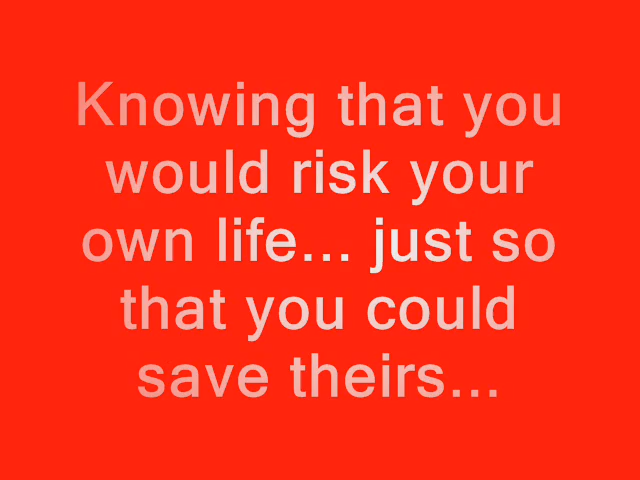 Knowing that you
would risk your
own life... just so
that you could
save theirs...